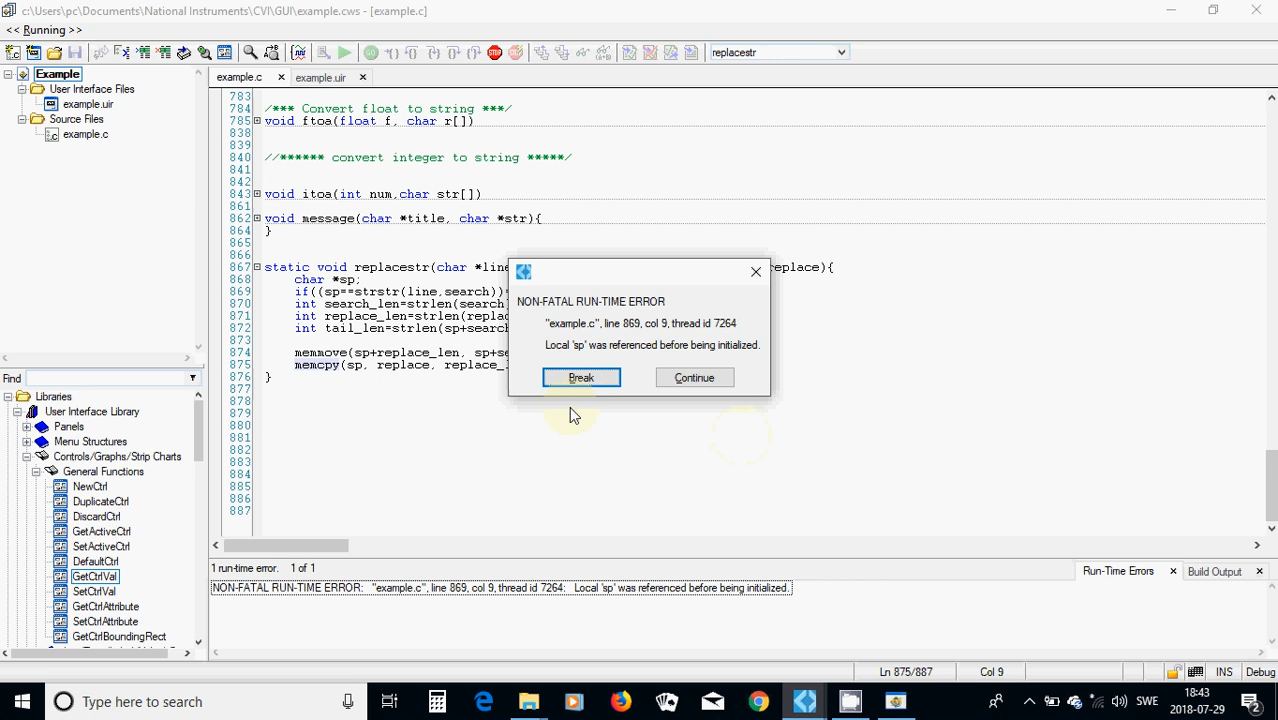 c:\Users\pc\Documents\National Instruments\CVI\GUI\example.cws - [example.c]
<< Running >>
replacestr
Example
User Interface Files
example.uir
Source Files
example.c
example.c
example.uir
783
784 /*** Convert float to string ***/
785 void ftoa(float f, char r[])
838
839
840 //****** convert integer to string *****/
841
842
843 void itoa(int num,char str[])
861
862 void message(char *title, char *str){
864 }
865
866
867 static void replacestr(char *line replace){
868 char *sp;
869 if((sp==strstr(line,search))
870 int search_len=strlen(search)
871 int replace_len=strlen(replac
872 int tail_len=strlen(sp+search
873
874 memmove(sp+replace_len, sp+se
875 memcpy(sp, replace, replace_l
876 }
877
878
879
880
881
882
883
884
885
886
887
NON-FATAL RUN-TIME ERROR
"example.c", line 869, col 9, thread id 7264
Local 'sp' was referenced before being initialized.
Break
Continue
Find
Libraries
User Interface Library
Panels
Menu Structures
Controls/Graphs/Strip Charts
General Functions
NewCtrl
DuplicateCtrl
DiscardCtrl
GetActiveCtrl
SetActiveCtrl
DefaultCtrl
GetCtrlVal
SetCtrlVal
GetCtrlAttribute
SetCtrlAttribute
GetCtrlBoundingRect
1 run-time error. 1 of 1
Run-Time Errors
Build Output
NON-FATAL RUN-TIME ERROR: "example.c", line 869, col 9, thread id 7264: Local 'sp' was referenced before being initialized.
Ln 875/887 Col 9 INS Debug
Type here to search
SWE
18:43
2018-07-29
2